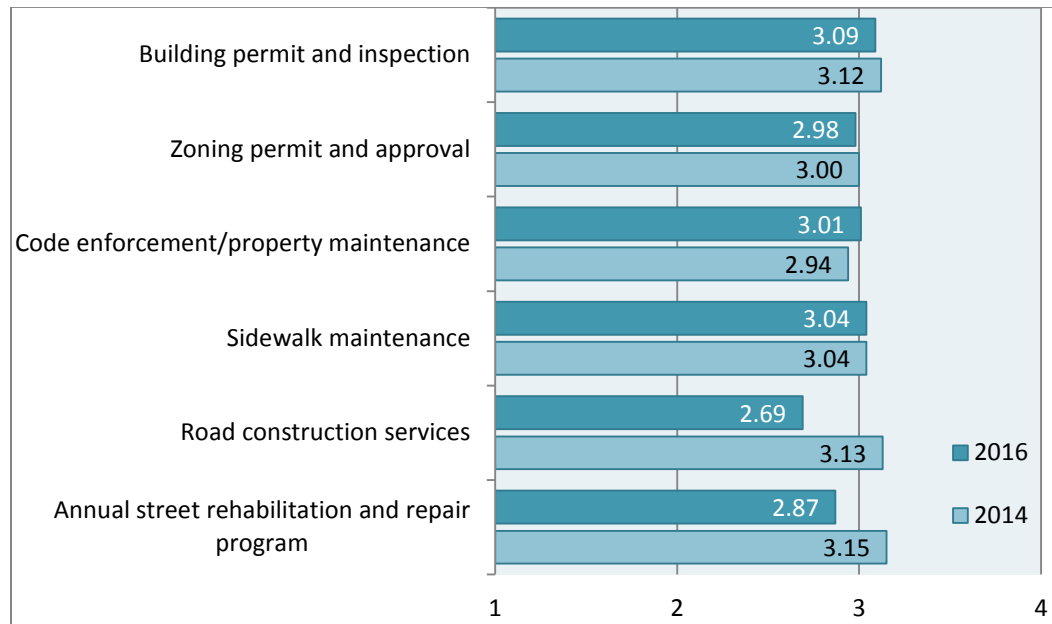 Building permit and inspection
3.09
3.12
Zoning permit and approval
2.98
3.00
Code enforcement/property maintenance
3.01
2.94
Sidewalk maintenance
3.04
3.04
Road construction services
2.69
3.13
2016
Annual street rehabilitation and repair
program
2.87
3.15
2014
1
2
3
4